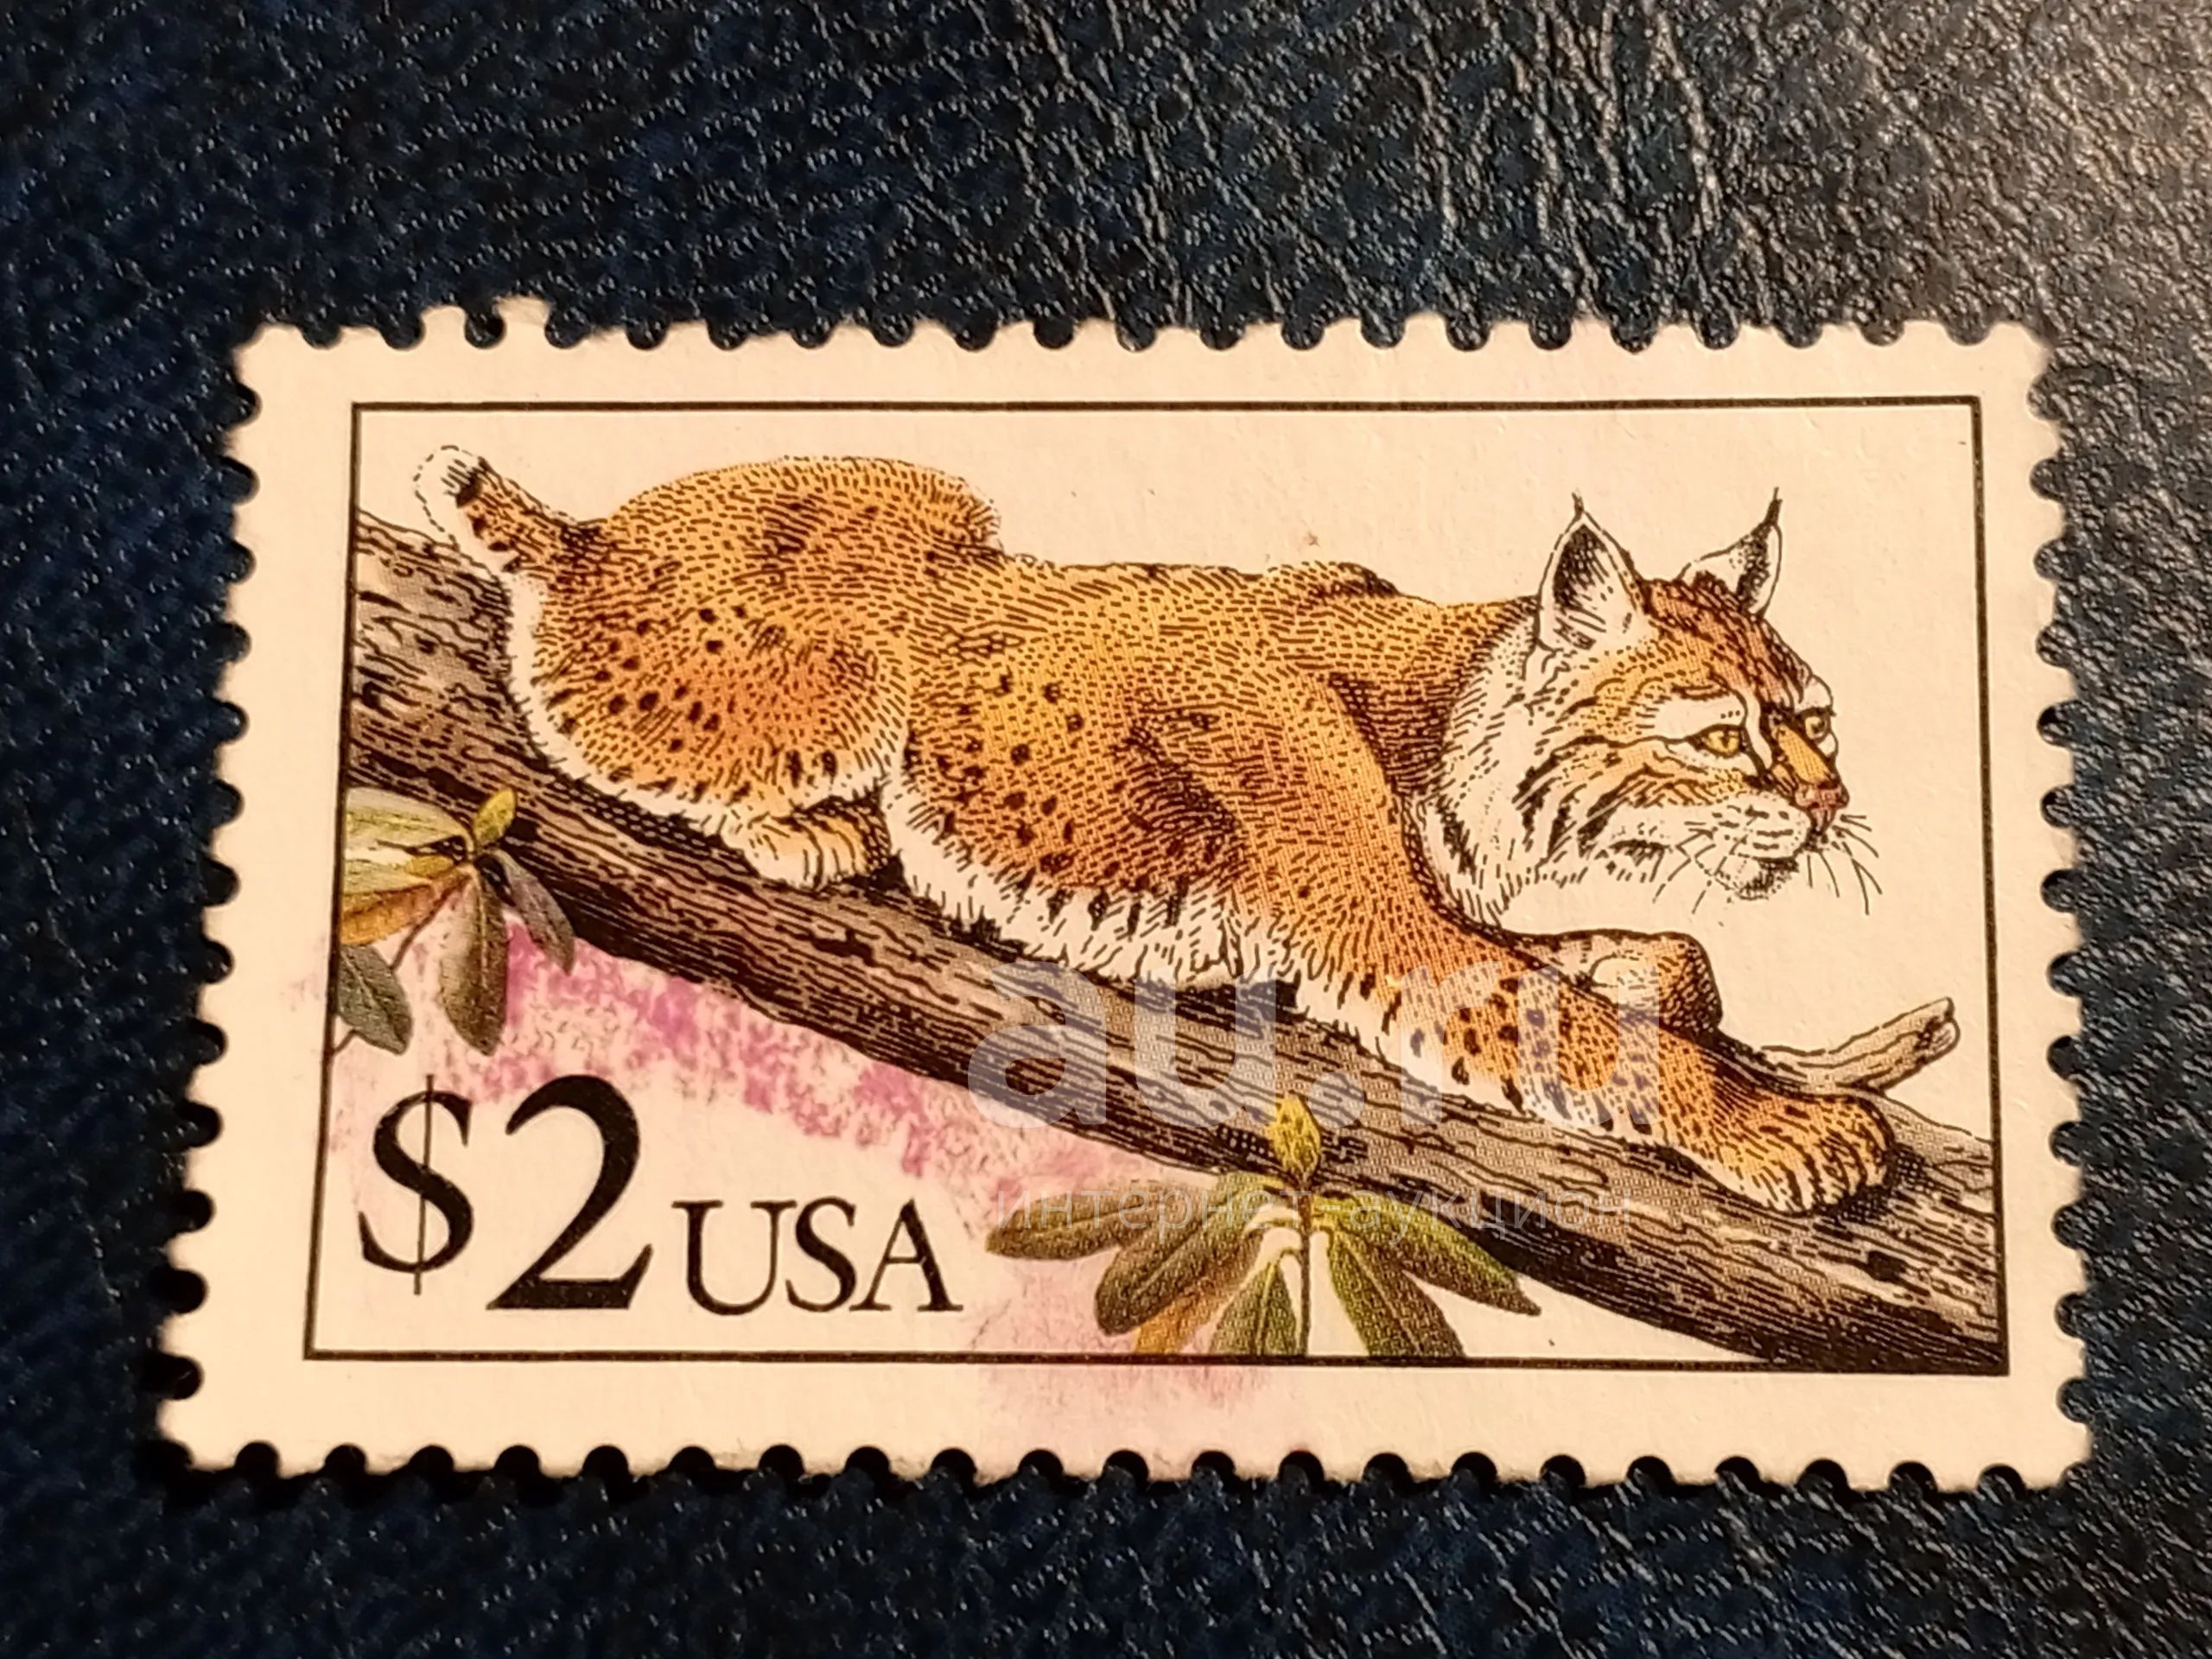 $2 USA
au.ru
интернет-аукцион